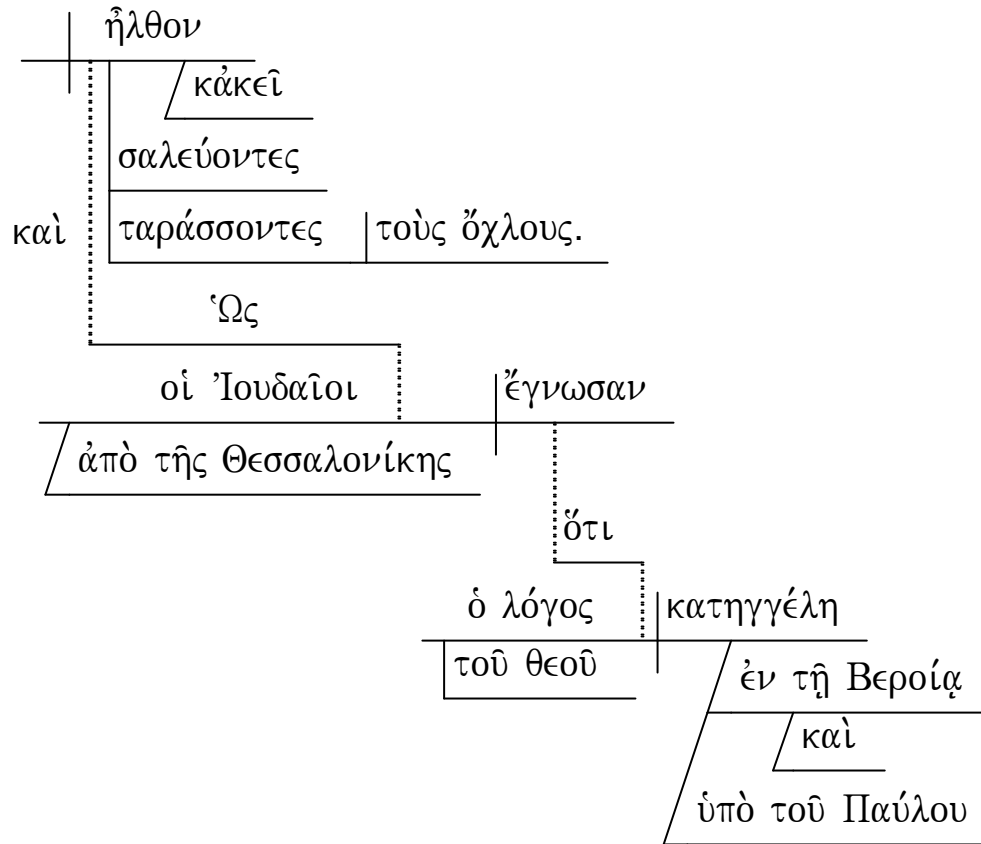 ἦλθον
κἀκεῖ
σαλεύοντες
καὶ
ταράσσοντες τοὺς ὄχλους.
Ὡς
οἱ Ἰουδαῖοι ἔγνωσαν
ἀπὸ τῆς Θεσσαλονίκης
ὅτι
ὁ λόγος κατηγγέλη
τοῦ θεοῦ ἐν τῇ Βεροίᾳ
καὶ
ὑπὸ τοῦ Παύλου